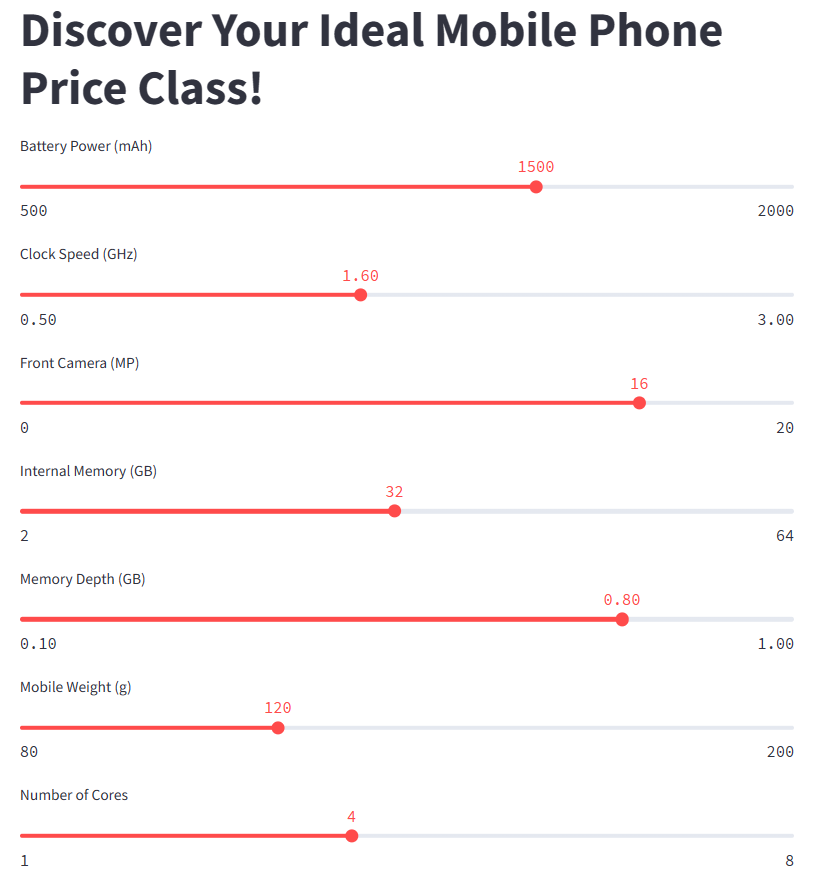 Discover Your Ideal Mobile Phone
Price Class!
Battery Power (mAh)
1500
500 2000
Clock Speed (GHz)
1.60
0.50 3.00
Front Camera (MP)
16
0 20
Internal Memory (GB)
32
2 64
Memory Depth (GB)
0.80
0.10 1.00
Mobile Weight (g)
120
80 200
Number of Cores
4
1 8